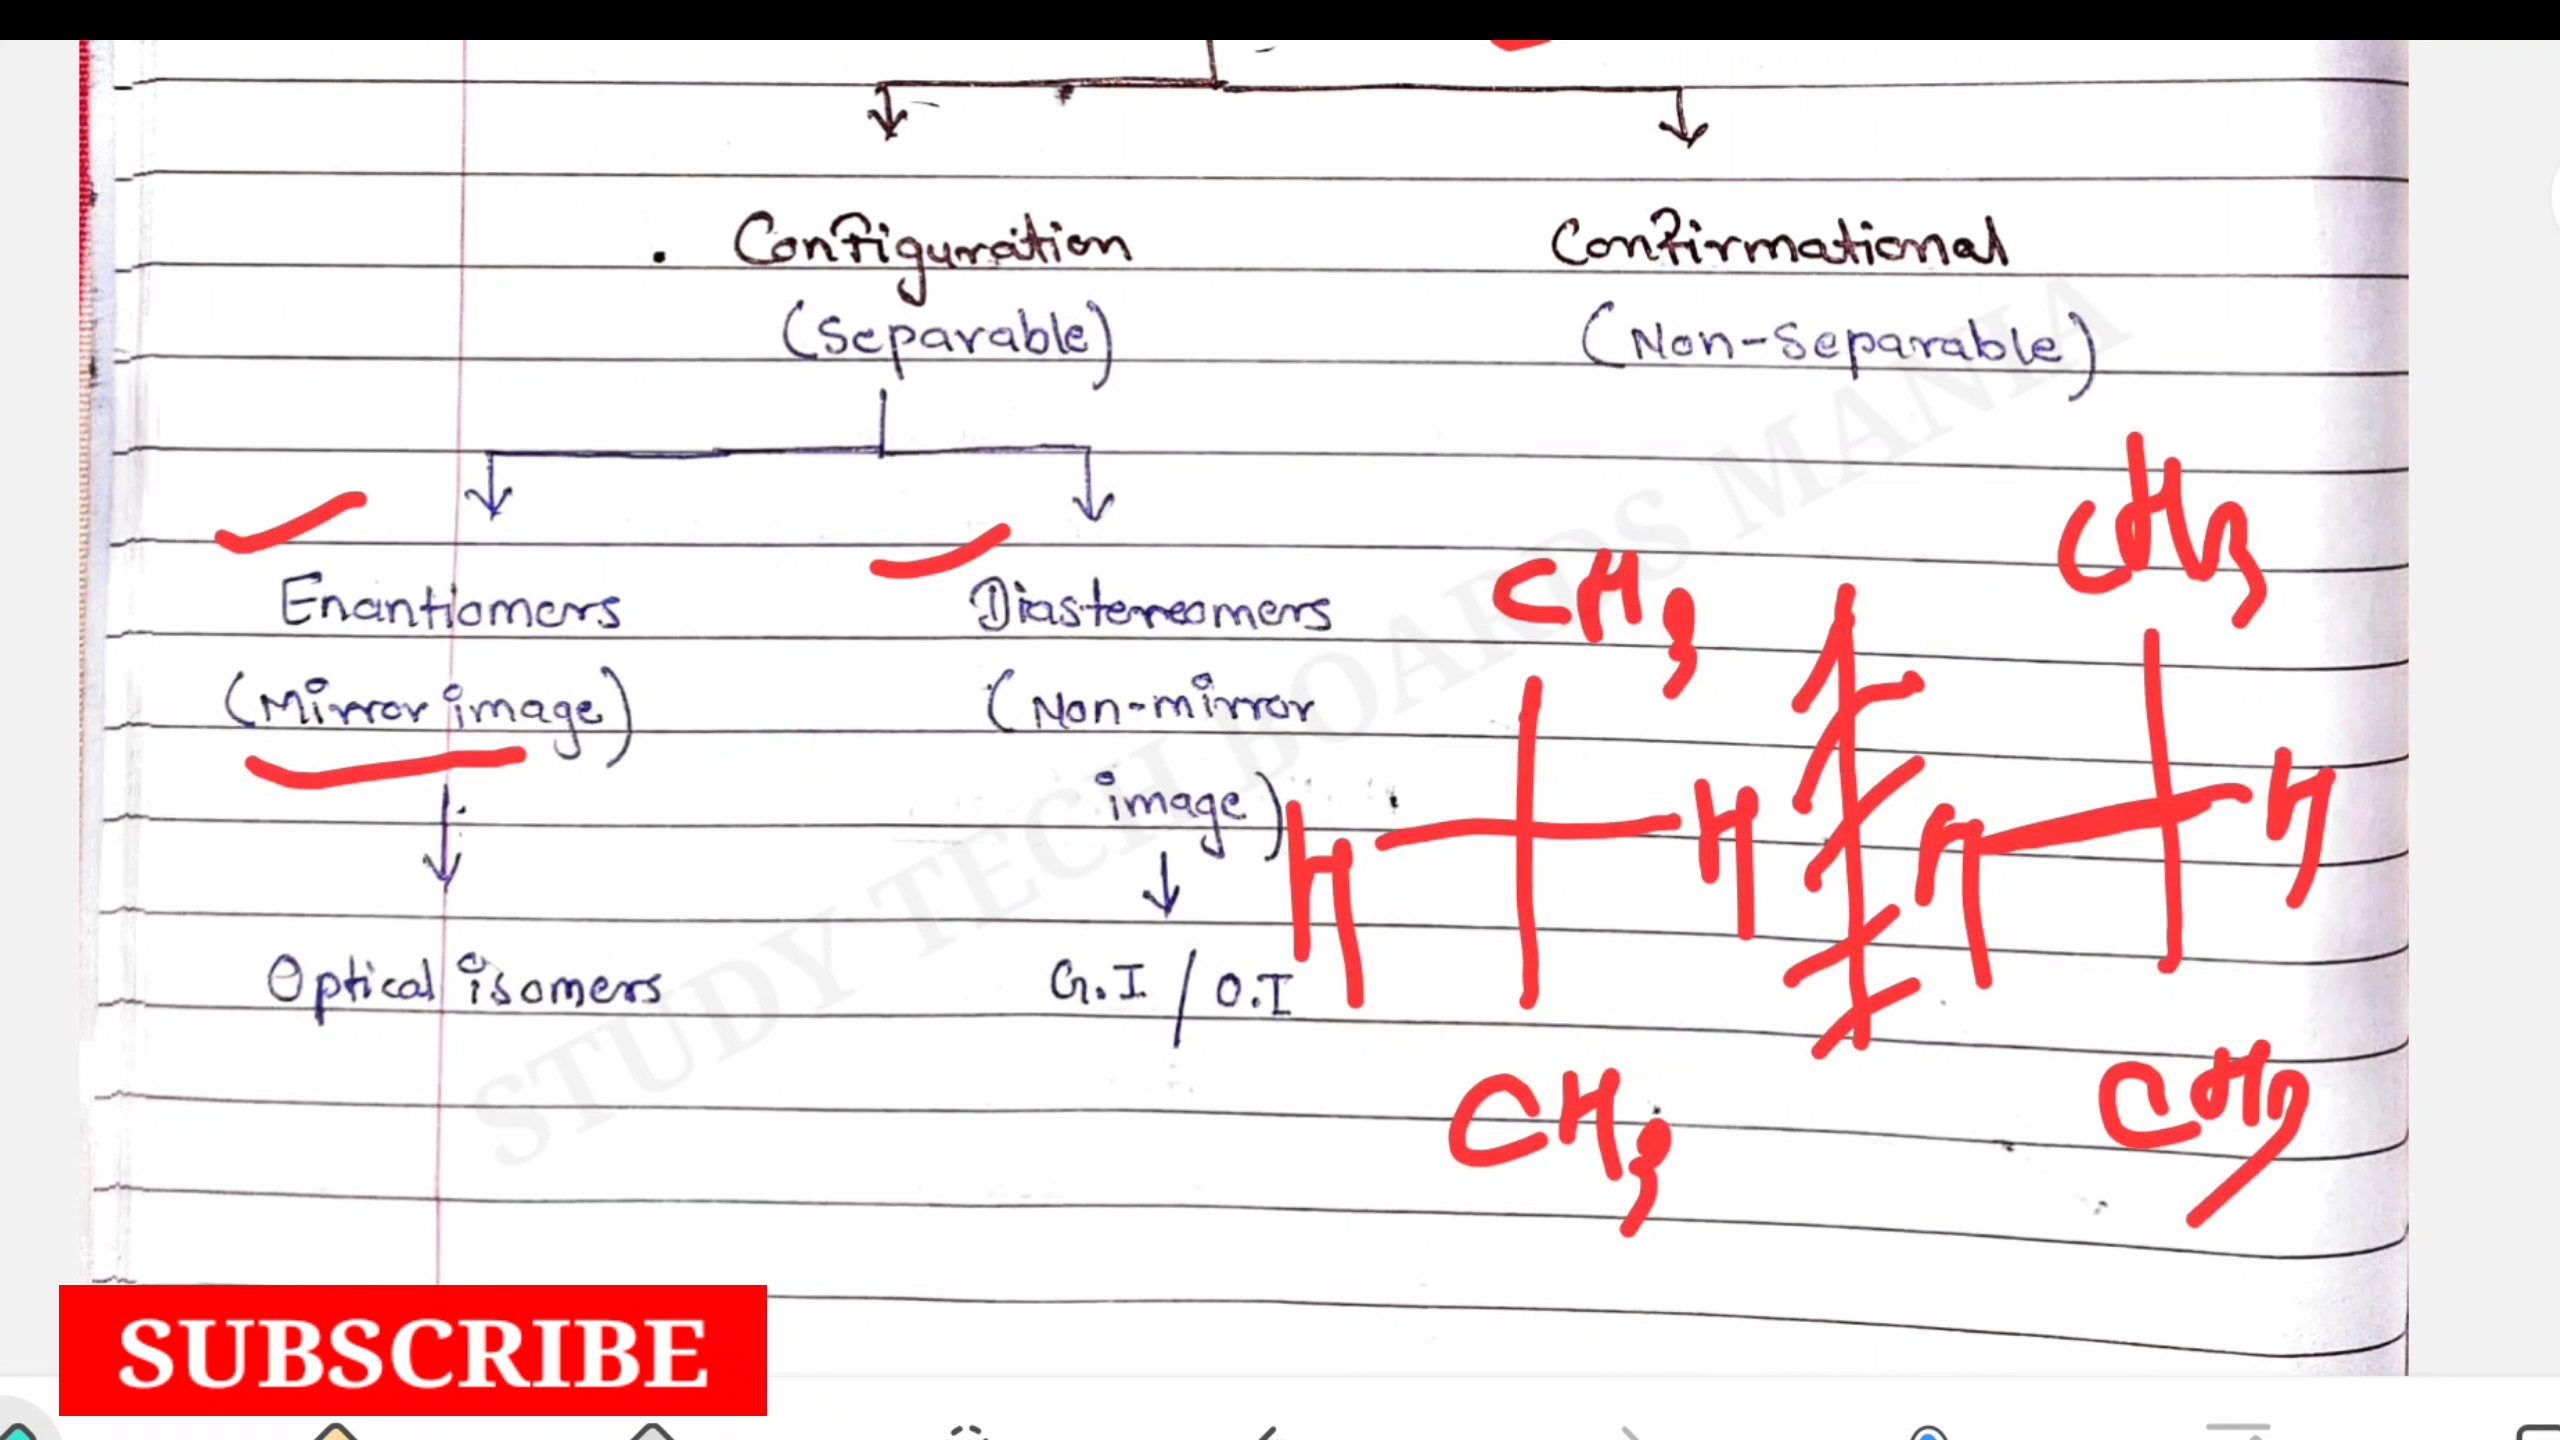 Configuration Confirmational
(Separable) (Non-Separable)
Enantiomers Diastereomers
(Mirror image) (Non-mirror
image)
Optical isomers G.I / O.I
CH3 CH3
H H H H
CH3 CH3
STUDY TECH BOARDS MANIA
SUBSCRIBE